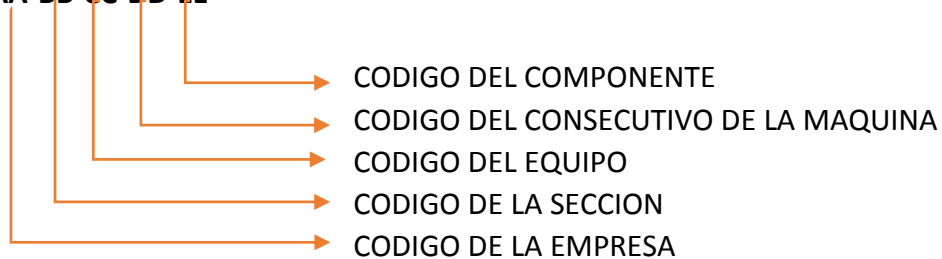 CODIGO DEL COMPONENTE
CODIGO DEL CONSECUTIVO DE LA MAQUINA
CODIGO DEL EQUIPO
CODIGO DE LA SECCION
CODIGO DE LA EMPRESA